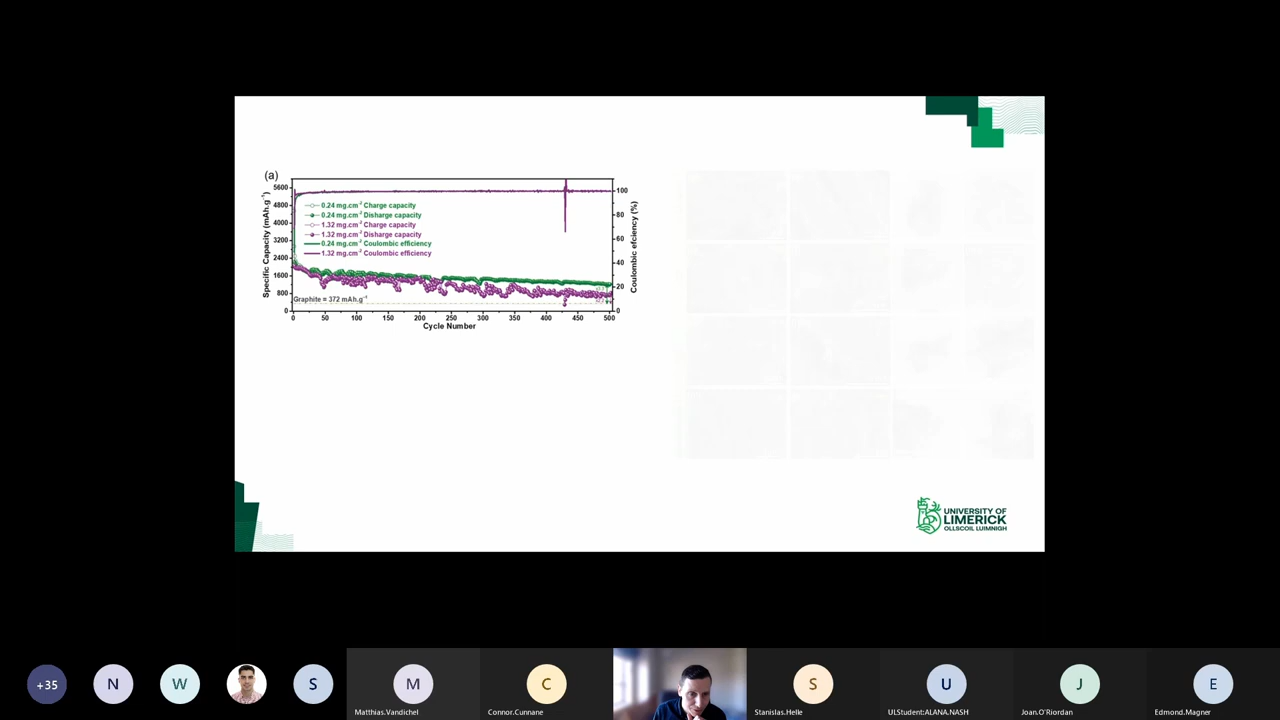 (a)
5600
4800
4000
3200
2400
1600
800
0
Specific Capacity (mAh.g⁻¹)
0.24 mg.cm⁻² Charge capacity
0.24 mg.cm⁻² Disharge capacity
1.32 mg.cm⁻² Charge capacity
1.32 mg.cm⁻² Disharge capacity
0.24 mg.cm⁻² Coulombic efficiency
1.32 mg.cm⁻² Coulombic efficiency
Graphite = 372 mAh.g⁻¹
100
80
60
40
20
0
Coulombic efciency (%)
0 50 100 150 200 250 300 350 400 450 500
Cycle Number
UNIVERSITY OF
LIMERICK
OLLSCOIL LUIMNIGH
+35
N
W
S
M
C
S
U
J
E
Matthias.Vandichel
Connor.Cunnane
Stanislas.Helle
ULStudent:ALANA.NASH
Joan.O'Riordan
Edmond.Magner